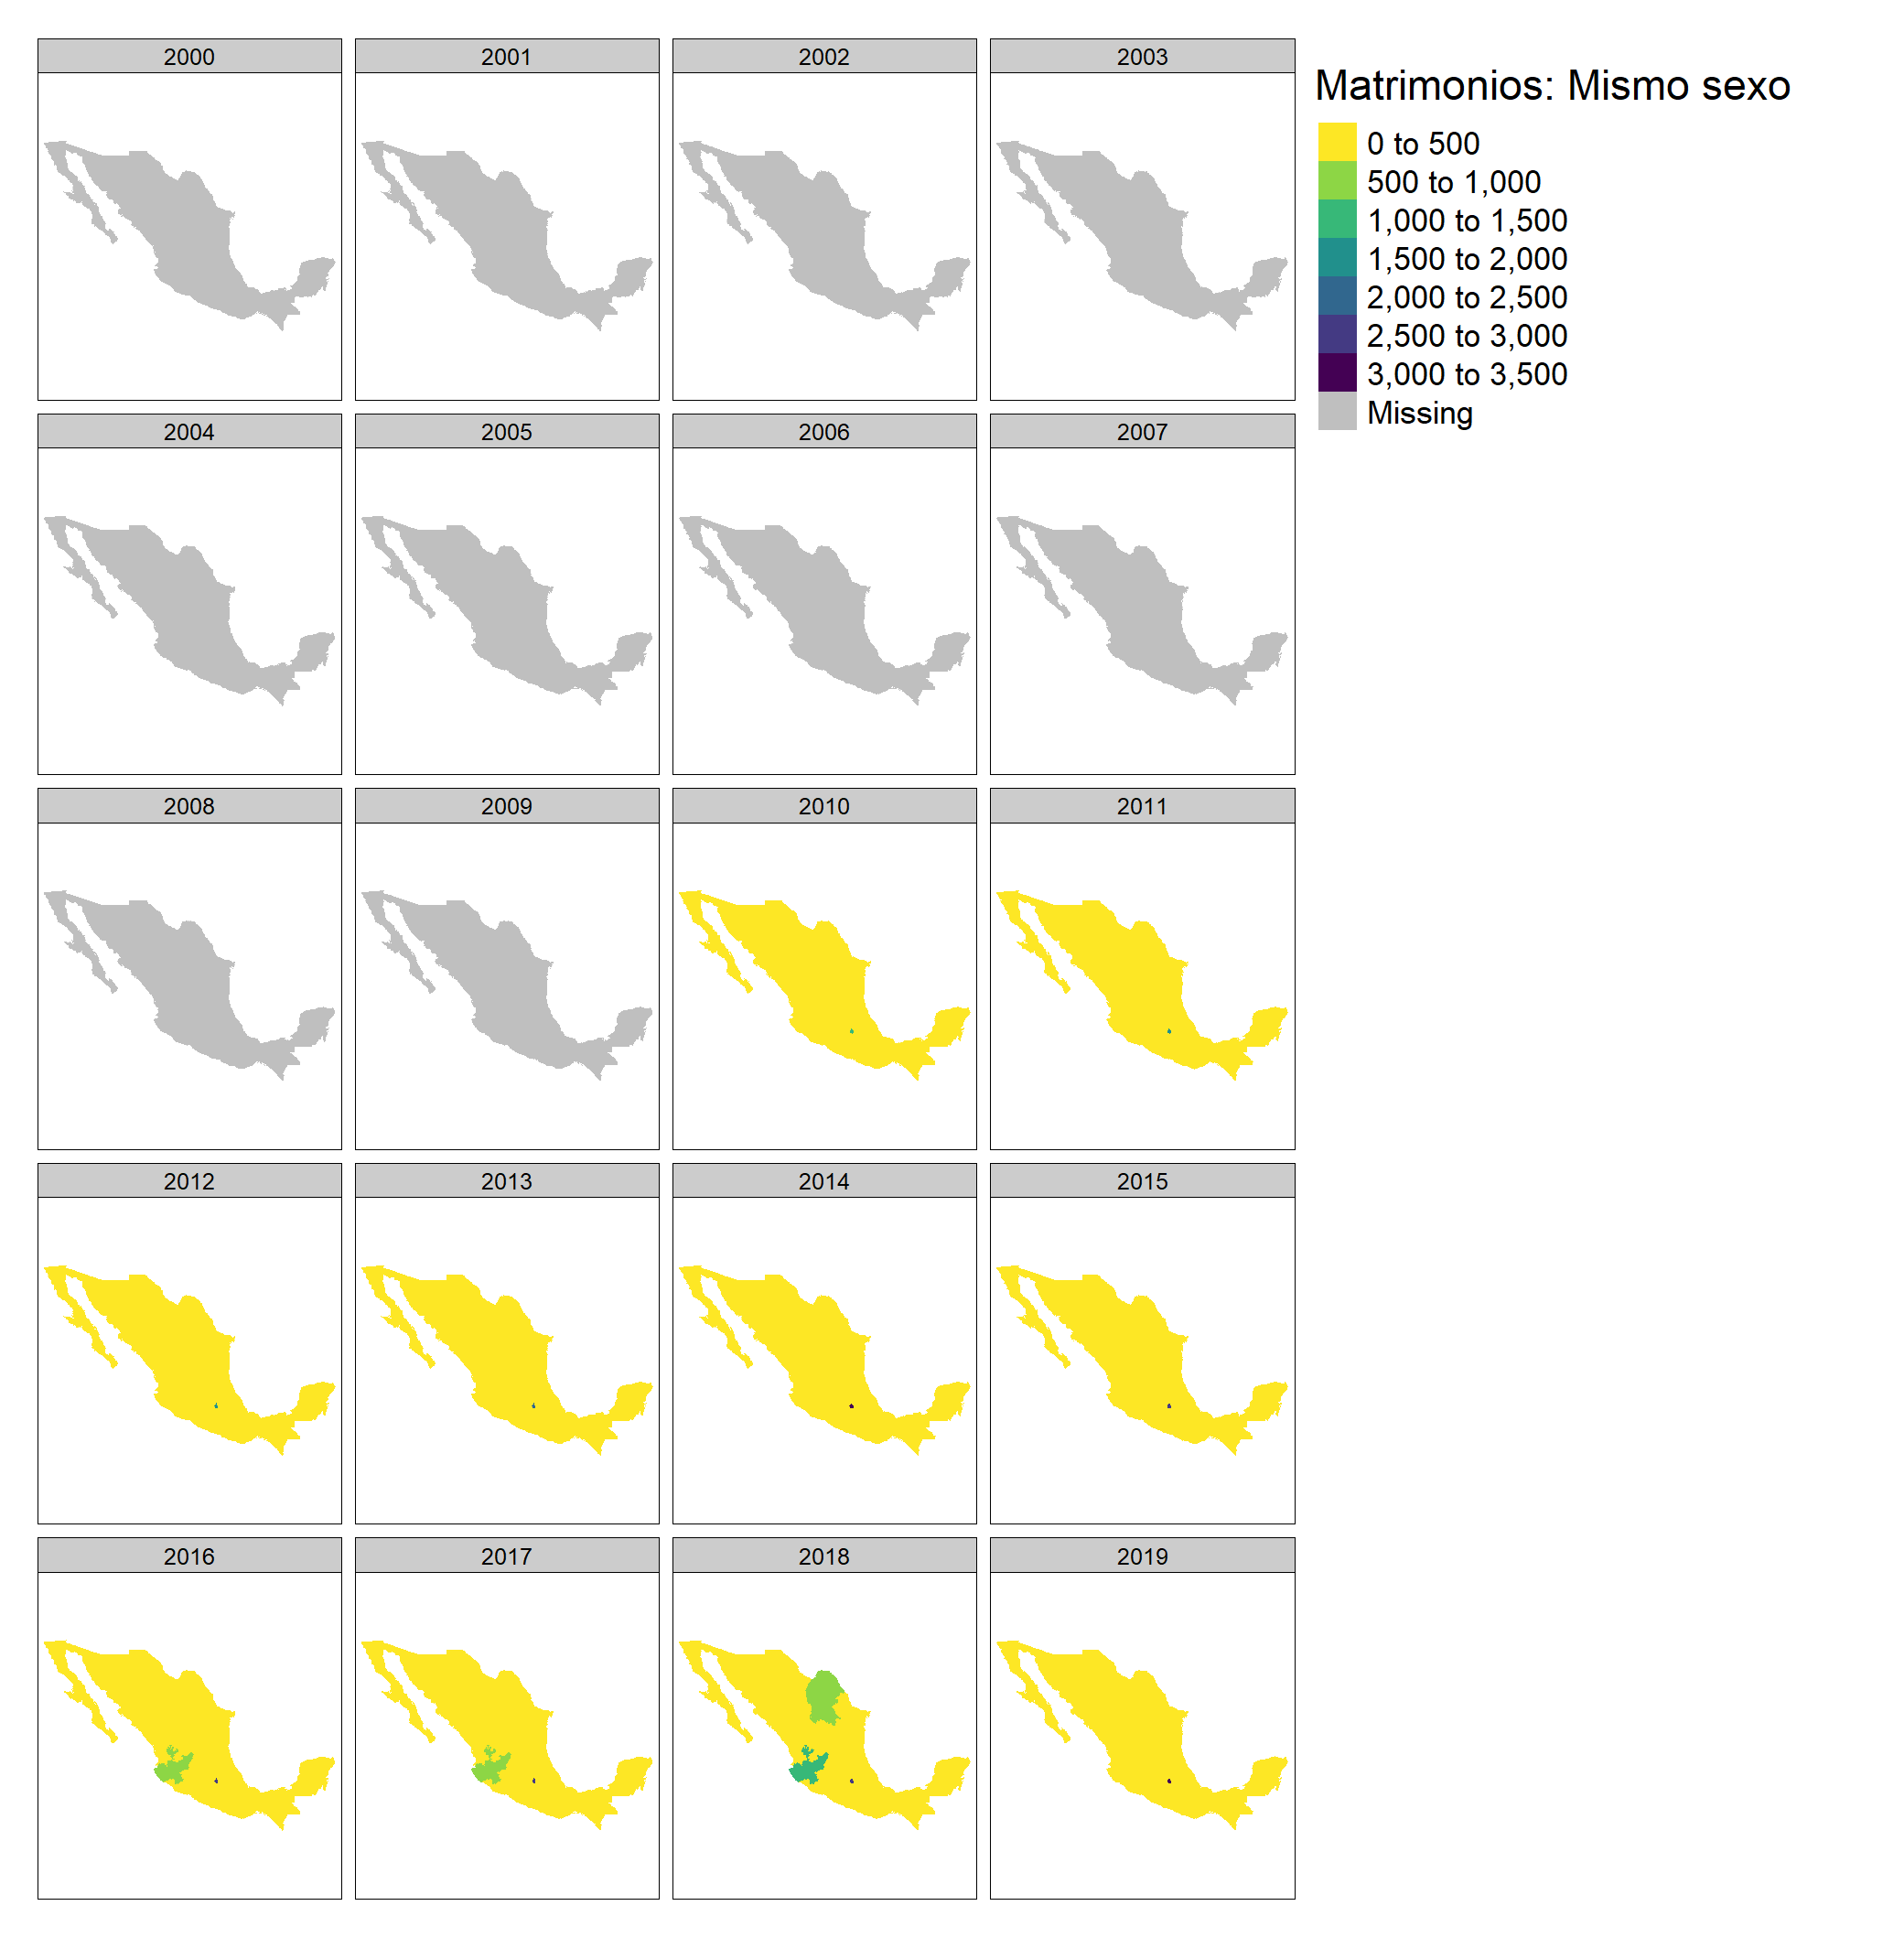 2000
2001
2002
2003
Matrimonios: Mismo sexo
0 to 500
500 to 1,000
1,000 to 1,500
1,500 to 2,000
2,000 to 2,500
2,500 to 3,000
3,000 to 3,500
Missing
2004
2005
2006
2007
2008
2009
2010
2011
2012
2013
2014
2015
2016
2017
2018
2019